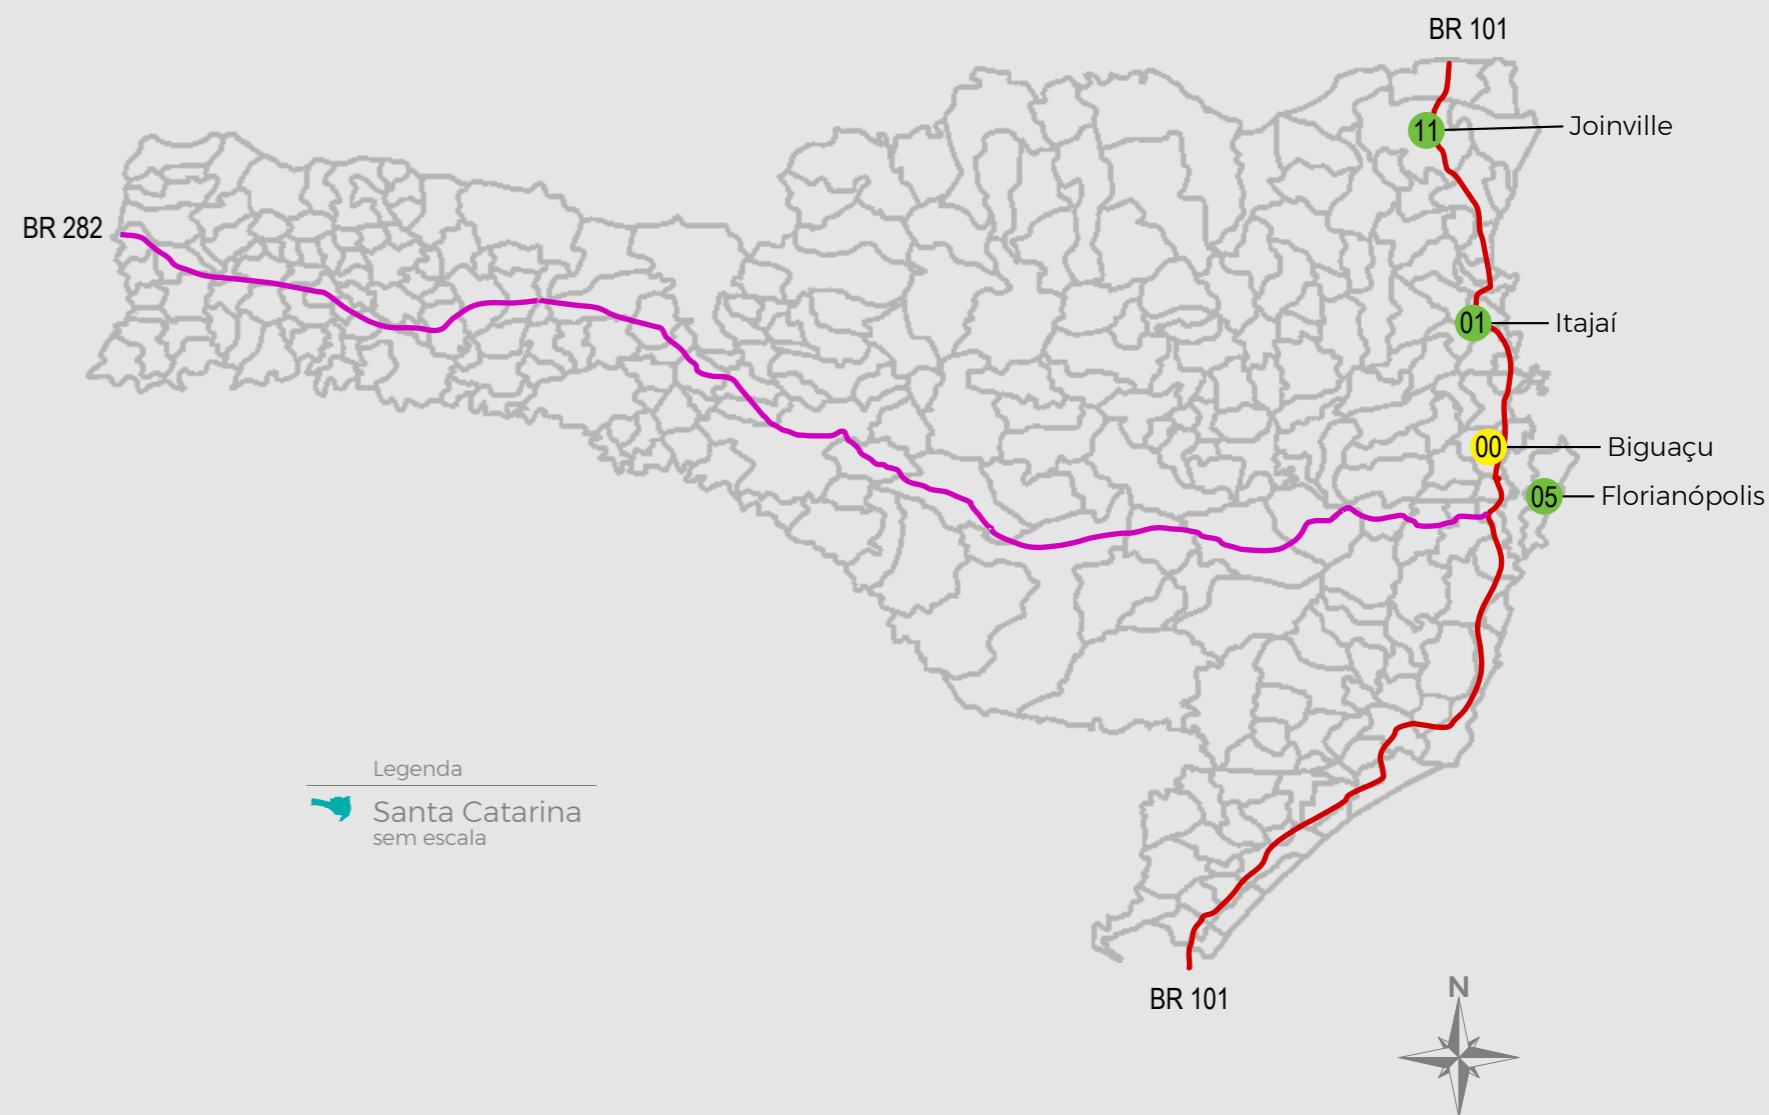 BR 101
11
Joinville
BR 282
01
Itajaí
00
Biguaçu
05
Florianópolis
Legenda
Santa Catarina
sem escala
N
BR 101